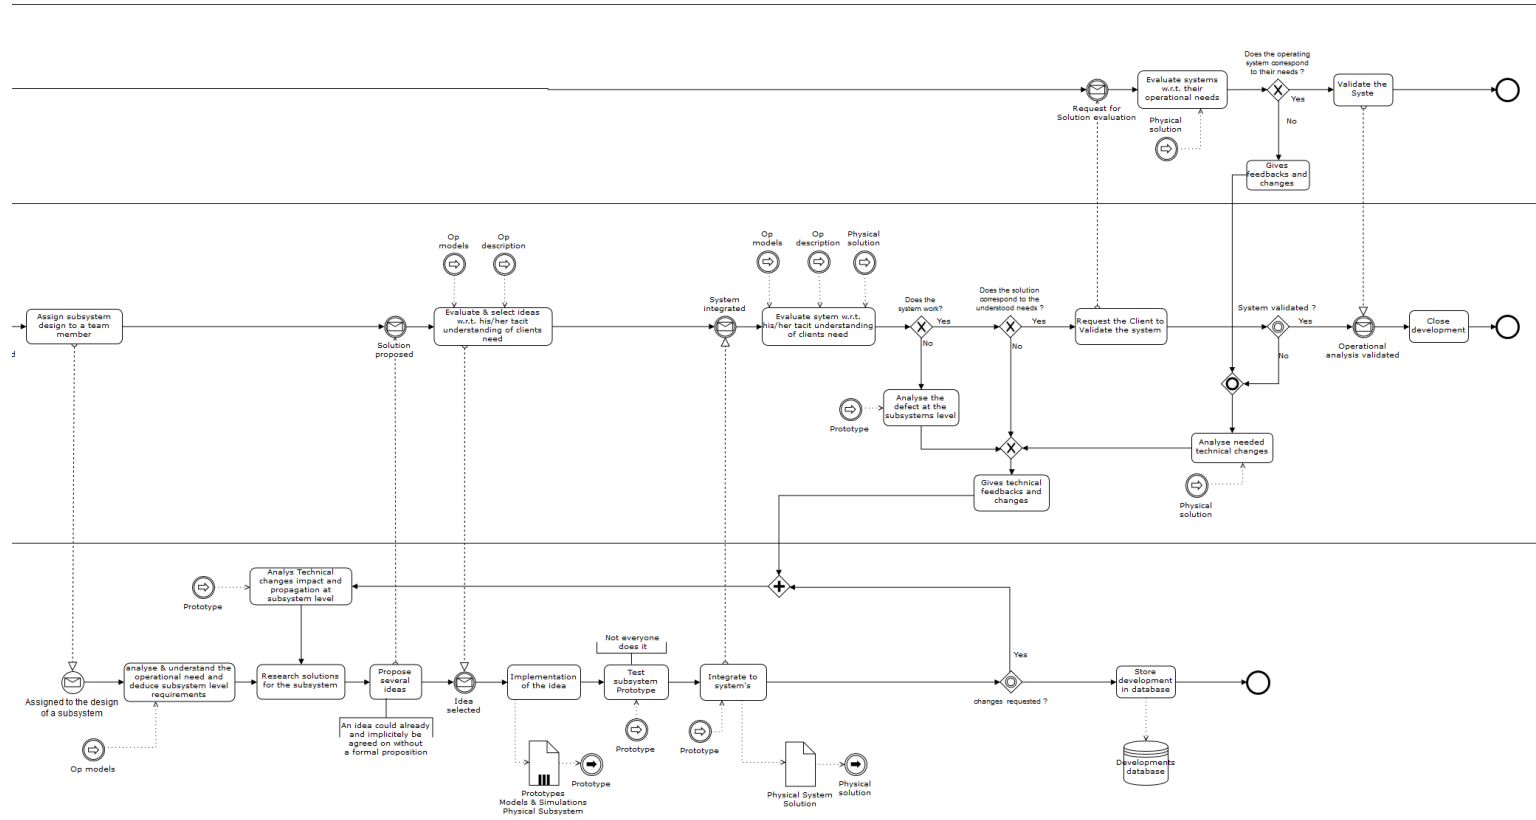 Does the operating
system correspond
to their needs ?
Evaluate systems
w.r.t. their
operational needs
Validate the
Syste
Yes
Request for
Solution evaluation
Physical
solution
No
Gives
feedbacks and
changes
Op
models
Op
description
Op
models
Op
description
Physical
solution
Assign subsystem
design to a team
member
d
Solution
proposed
Evaluate & select ideas
w.r.t. his/her tacit
understanding of clients
need
System
integrated
Evaluate sytem w.r.t.
his/her tacit understanding
of clients need
Does the
system work?
Yes
No
Does the solution
correspond to the
understood needs ?
Yes
No
Request the Client to
Validate the system
System validated ?
Yes
No
Operational
analysis validated
Close
development
Analyse the
defect at the
subsystems level
Prototype
Analyse needed
technical changes
Gives technical
feedbacks and
changes
Physical
solution
Analys Technical
changes impact and
propagation at
subsystem level
Prototype
Not everyone
does it
Yes
Assigned to the design
of a subsystem
analyse & understand the
operational need and
deduce subsystem level
requirements
Research solutions
for the subsystem
Propose
several
ideas
Idea
selected
Implementation
of the idea
Test
subsystem
Prototype
Integrate to
system's
changes requested ?
Store
development
in database
An idea could already
and implicitely be
agreed on without
a formal proposition
Op models
Prototype
Prototype
Prototypes
Models & Simulations
Physical Subsystem
Prototype
Physical System
Solution
Physical
solution
Developments
database